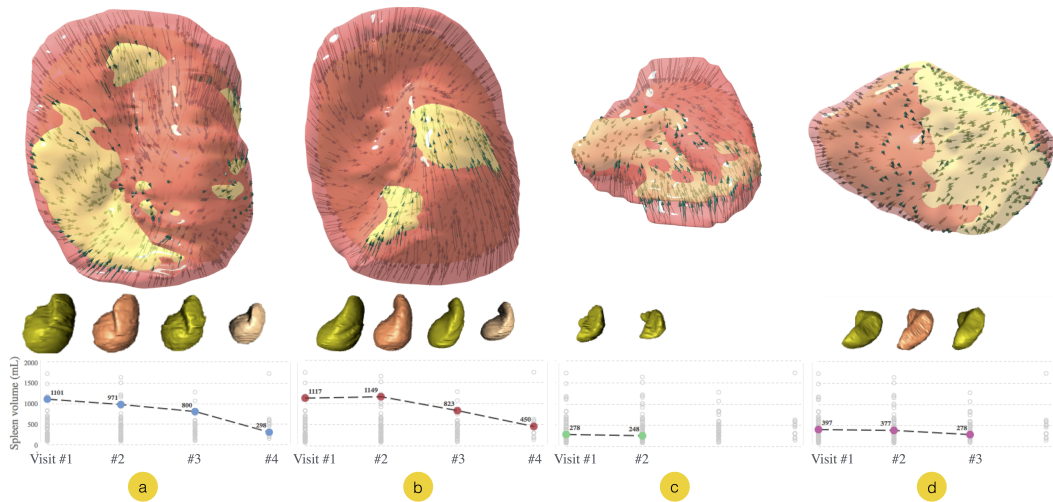 Spleen volume (mL)
2000
1500
1000
500
0
1101
971
800
298
1117
1149
823
450
278
248
397
377
278
Visit #1 #2 #3 #4
Visit #1 #2 #3 #4
Visit #1 #2
Visit #1 #2 #3
a
b
c
d